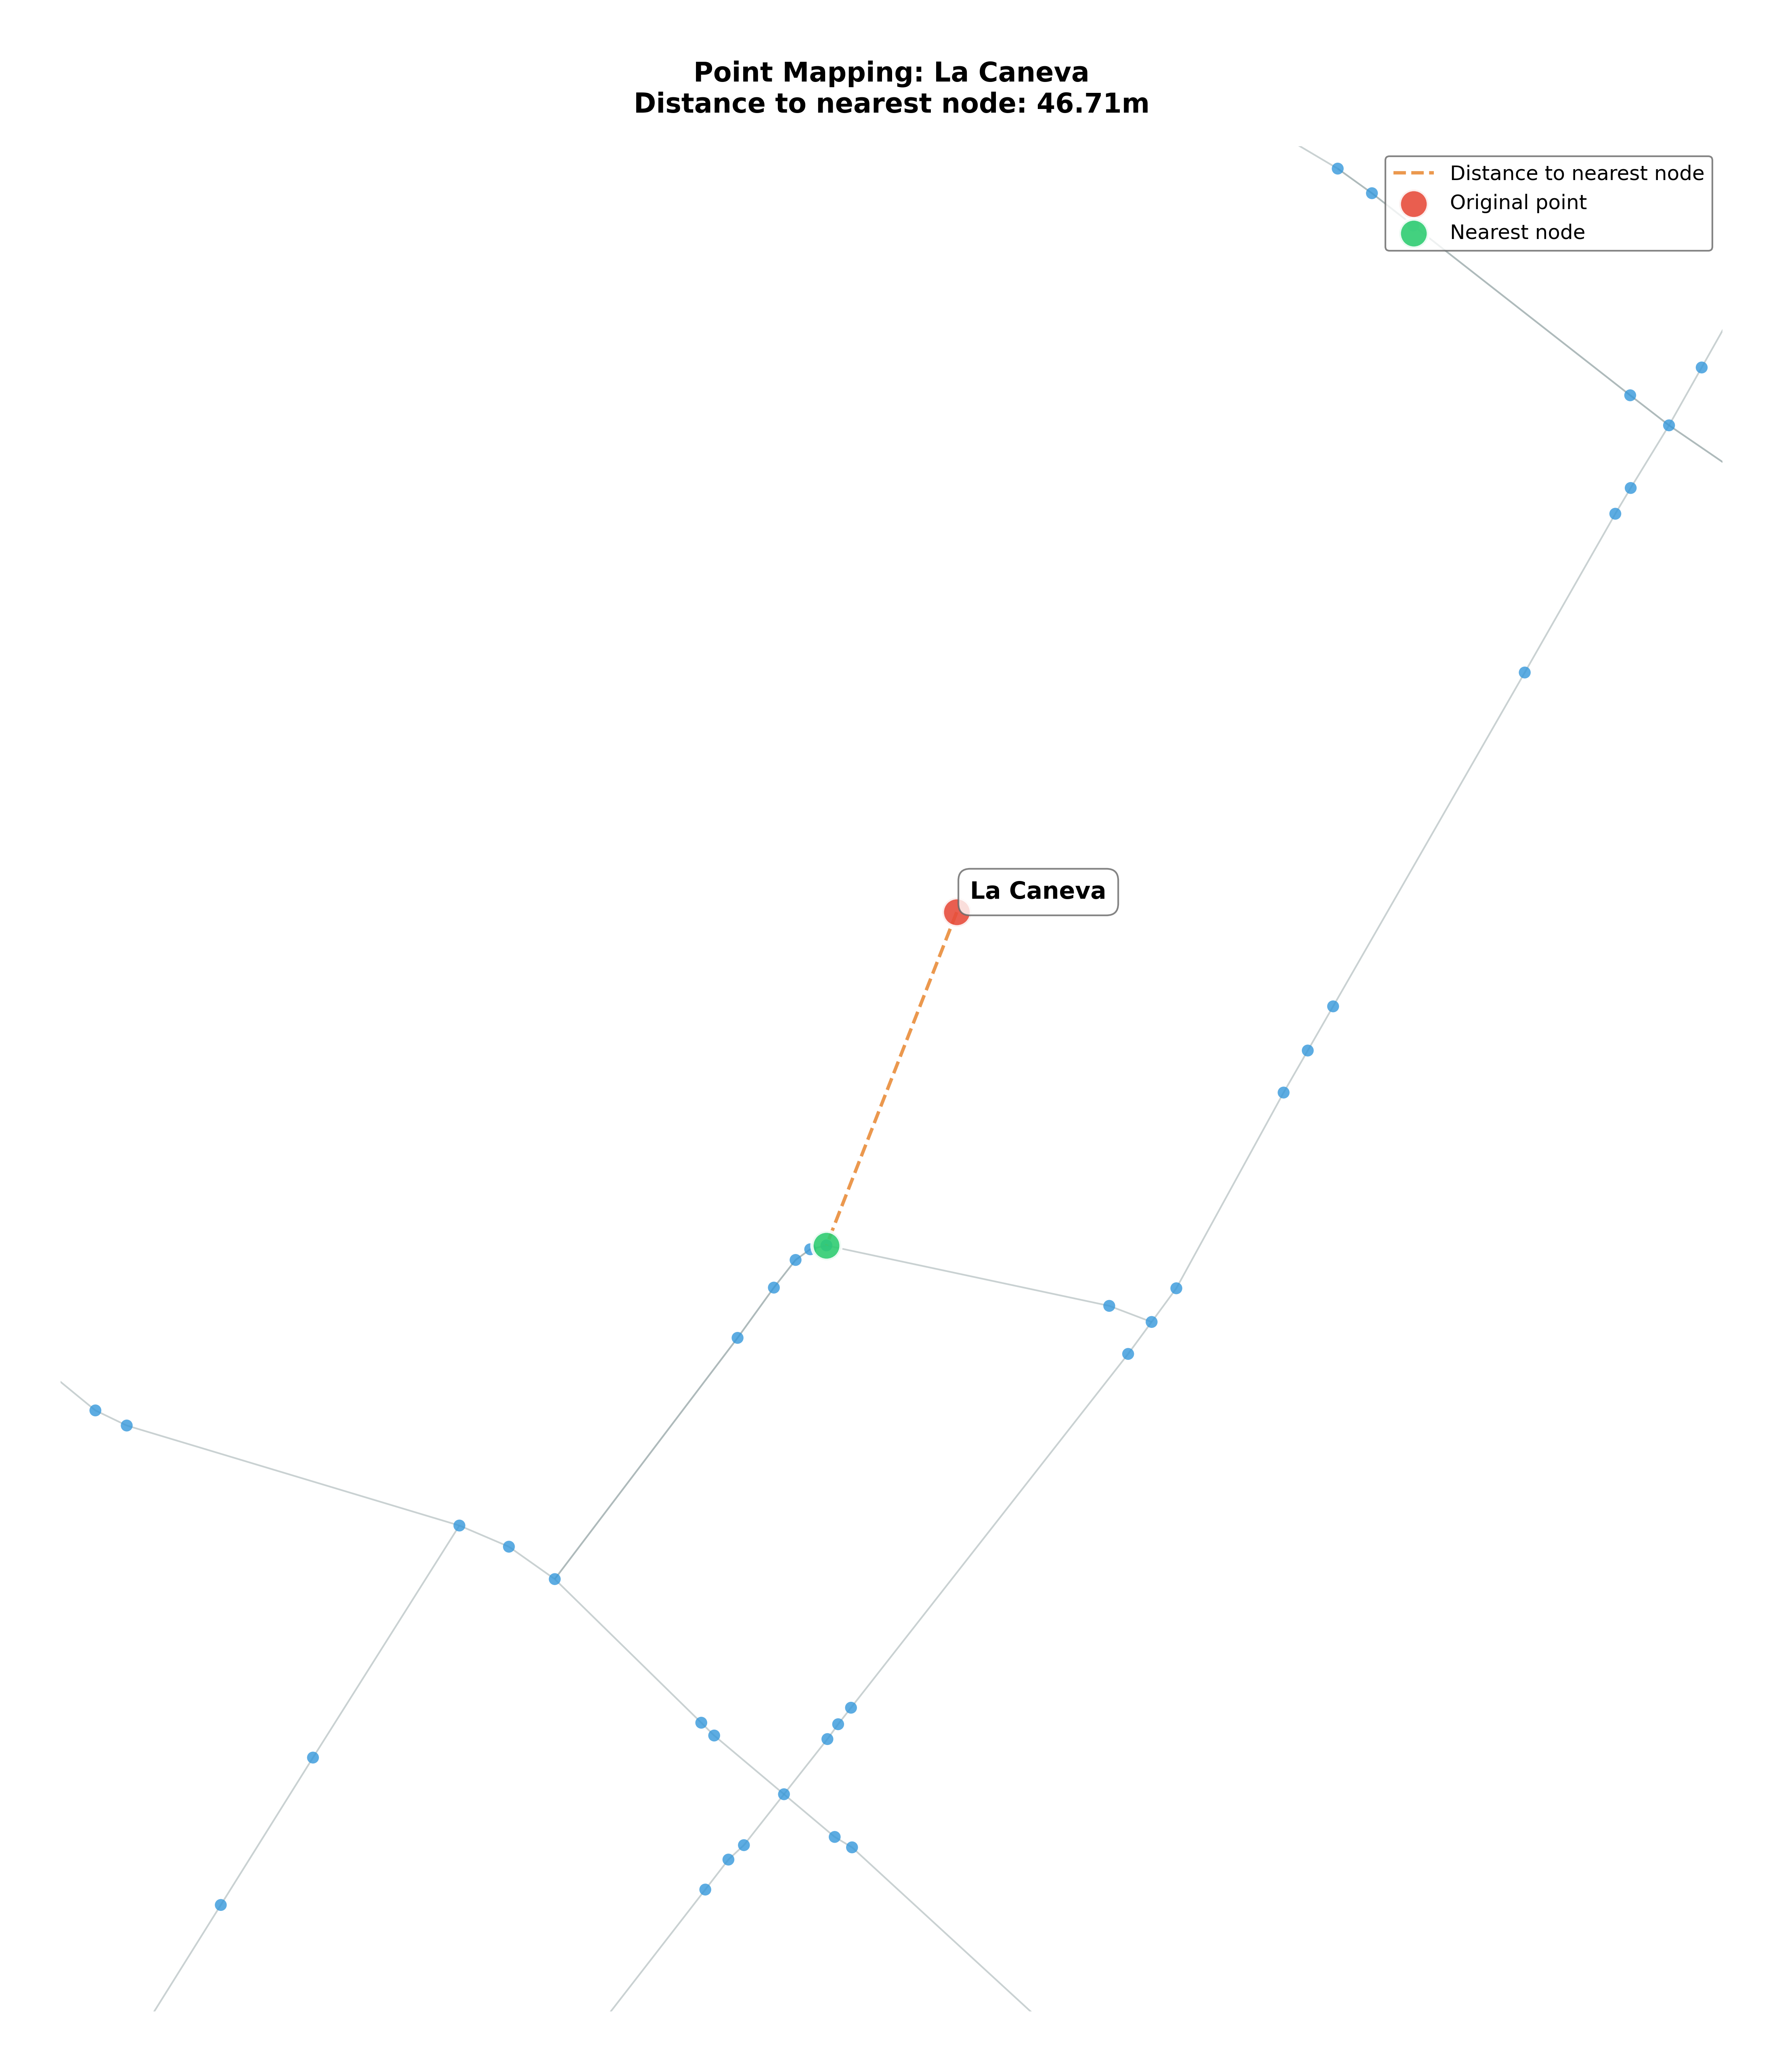 Point Mapping: La Caneva
Distance to nearest node: 46.71m
Distance to nearest node
Original point
Nearest node
La Caneva